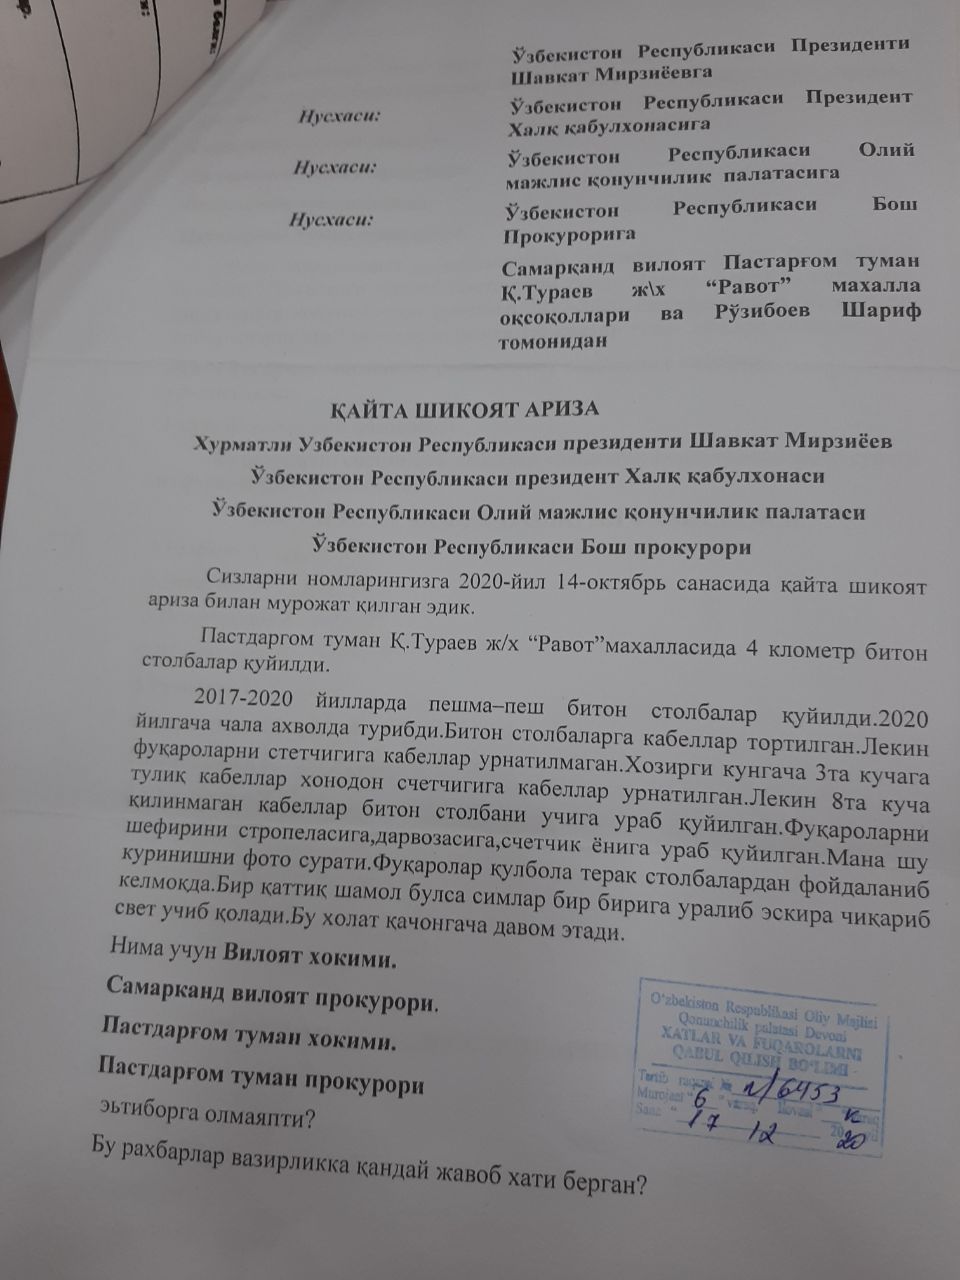 Ўзбекистон Республикаси Президенти
Шавкат Мирзиёевга
Нусхаси:
Ўзбекистон Республикаси Президент
Халқ қабулхонасига
Нусхаси:
Ўзбекистон Республикаси Олий
мажлис қонунчилик палатасига
Нусхаси:
Ўзбекистон Республикаси Бош
Прокурорига
Самарқанд вилоят Пастарғом туман
Қ.Тураев ж\х “Равот” махалла
оқсоқоллари ва Рўзибоев Шариф
томонидан
ҚАЙТА ШИКОЯТ АРИЗА
Хурматли Узбекистон Республикаси президенти Шавкат Мирзиёев
Ўзбекистон Республикаси президент Халқ қабулхонаси
Ўзбекистон Республикаси Олий мажлис қонунчилик палатаси
Ўзбекистон Республикаси Бош прокурори
Сизларни номларингизга 2020-йил 14-октябрь санасида қайта шикоят
ариза билан мурожат қилган эдик.
Пастдаргом туман Қ.Тураев ж/х “Равот”махалласида 4 клометр битон
столбалар қуйилди.
2017-2020 йилларда пешма–пеш битон столбалар қуйилди.2020
йилгача чала ахволда турибди.Битон столбаларга кабеллар тортилган.Лекин
фуқароларни стетчигига кабеллар урнатилмаган.Хозирги кунгача 3та кучага
тулиқ кабеллар хонодон счетчигига кабеллар урнатилган.Лекин 8та куча
қилинмаган кабеллар битон столбани учига ураб қуйилган.Фуқароларни
шефирини стропеласига,дарвозасига,счетчик ёнига ураб қуйилган.Мана шу
куринишни фото сурати.Фуқаролар қулбола терак столбалардан фойдаланиб
келмоқда.Бир қаттиқ шамол булса симлар бир бирига уралиб эскира чиқариб
свет учиб қолади.Бу холат қачонгача давом этади.
Нима учун Вилоят хокими.
Самарканд вилоят прокурори.
Пастдарғом туман хокими.
Пастдарғом туман прокурори
эьтиборга олмаяпти?
Бу рахбарлар вазирликка қандай жавоб хати берган?
O‘zbekiston Respublikasi Oliy Majlisi
Qonunchilik palatasi Devoni
XATLAR VA FUQAROLARNI
QABUL QILISH BO‘LIMI
Tartib raqami № 6453
Murojaat “6” varaq, Ilovasi varaq
Sana “17” 12 2020 yil